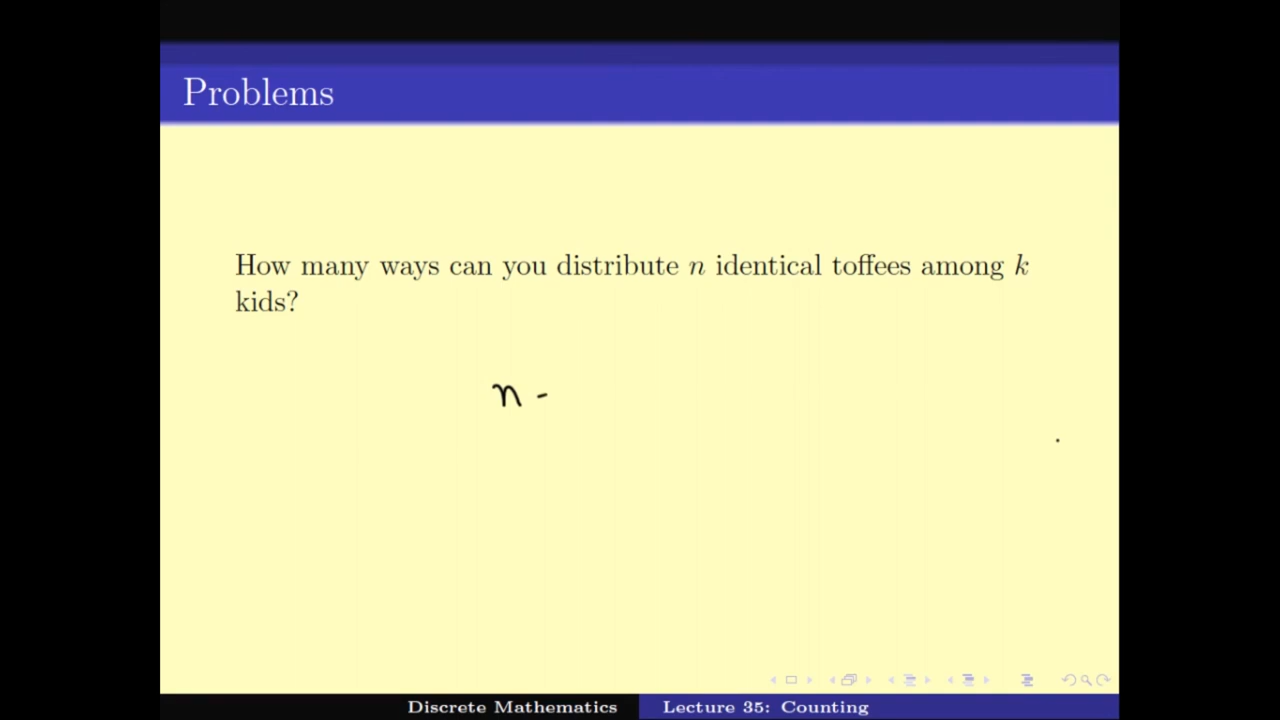 Problems
How many ways can you distribute n identical toffees among k
kids?
n -
Discrete Mathematics Lecture 35: Counting